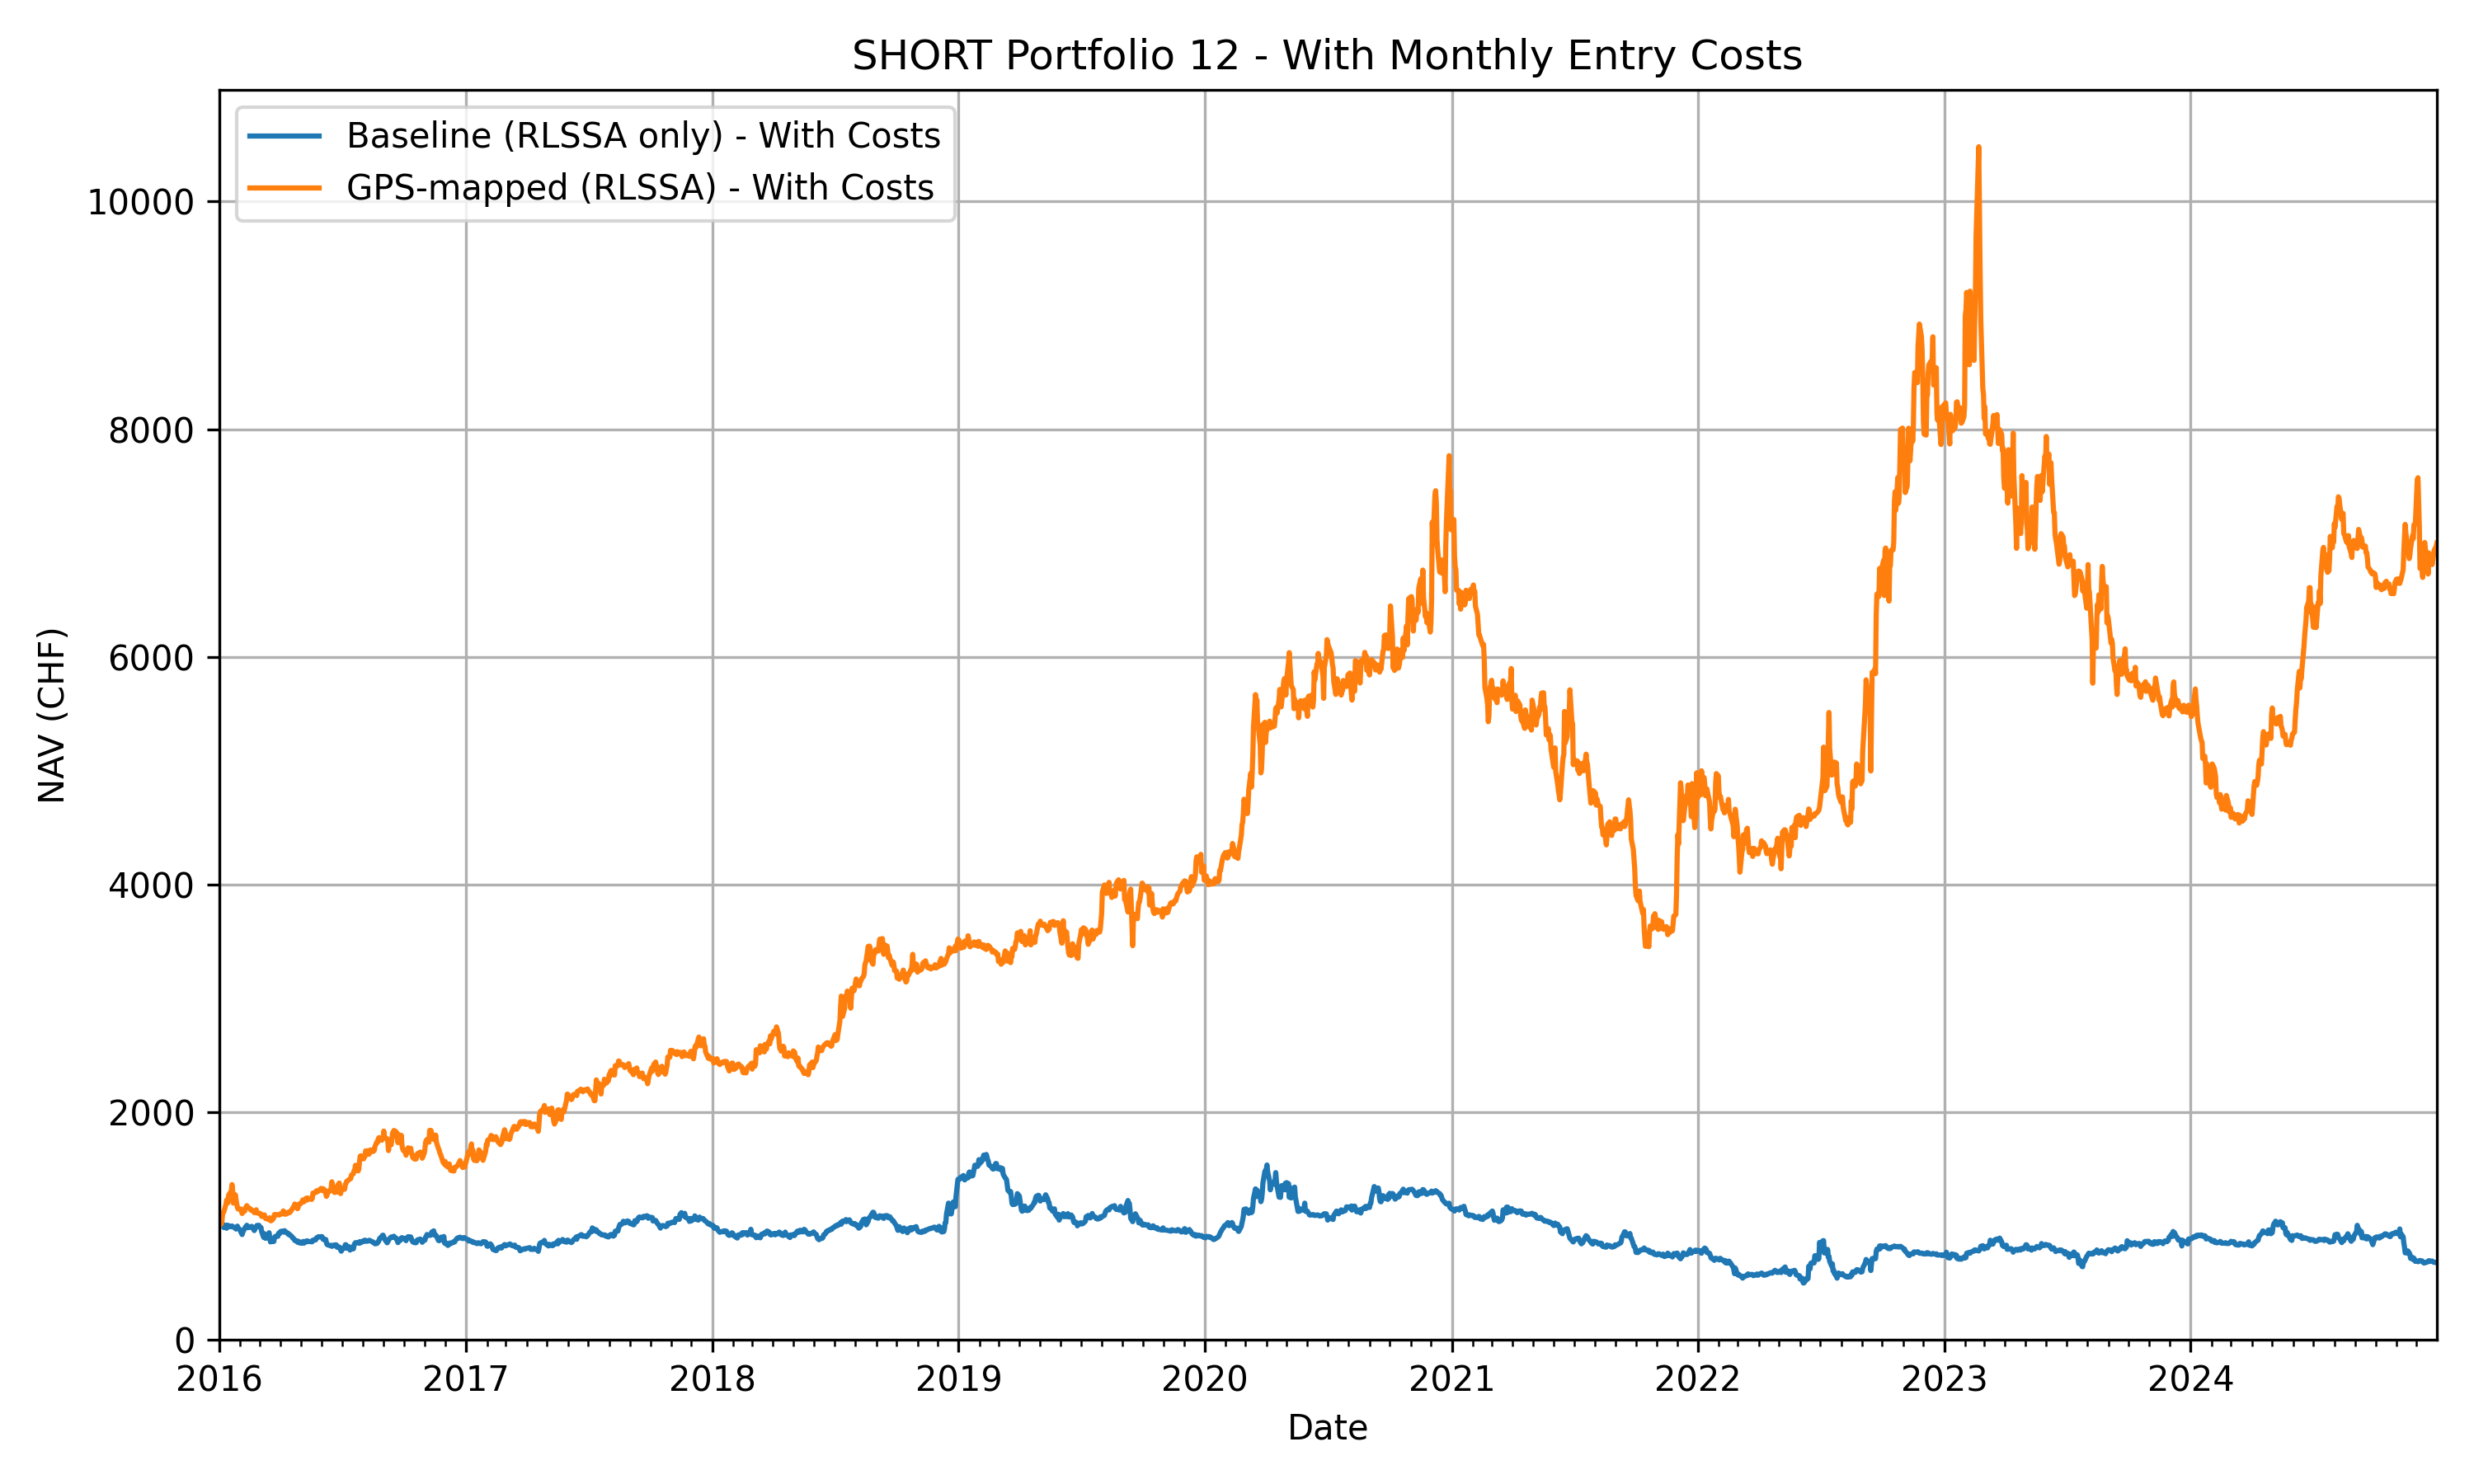 SHORT Portfolio 12 - With Monthly Entry Costs
Baseline (RLSSA only) - With Costs
GPS-mapped (RLSSA) - With Costs
10000
8000
6000
4000
2000
0
NAV (CHF)
2016 2017 2018 2019 2020 2021 2022 2023 2024
Date